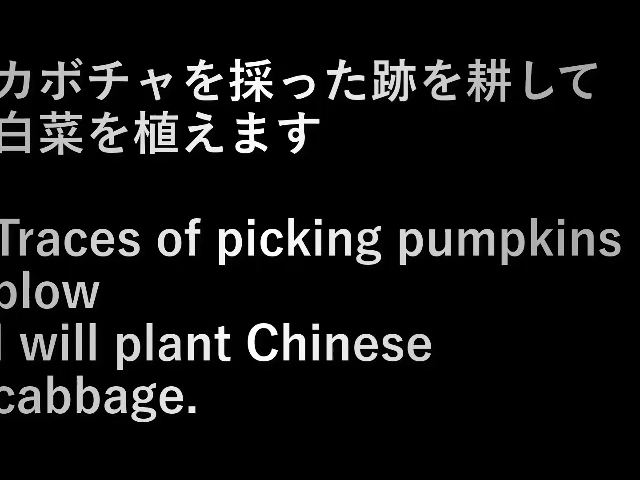 カボチャを採った跡を耕して
白菜を植えます
Traces of picking pumpkins
plow
I will plant Chinese
cabbage.